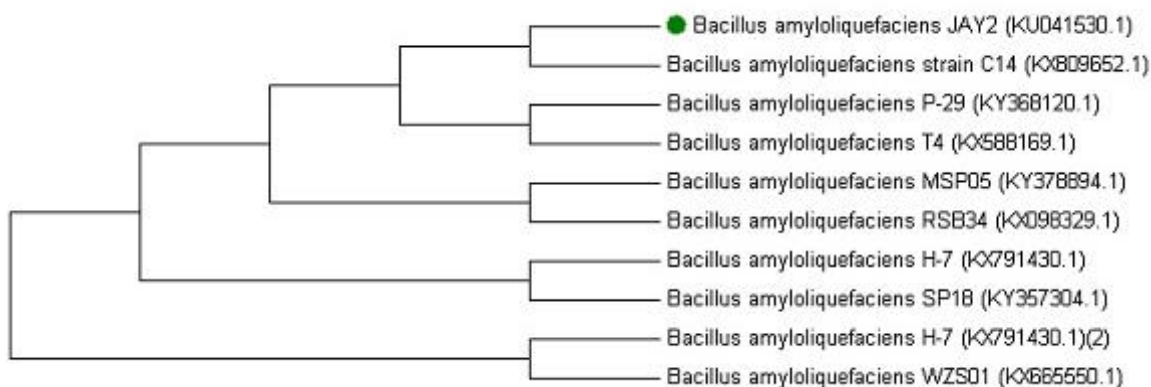 Bacillus amyloliquefaciens JAY2 (KU041530.1)
Bacillus amyloliquefaciens strain C14 (KX809652.1)
Bacillus amyloliquefaciens P-29 (KY368120.1)
Bacillus amyloliquefaciens T4 (KX588169.1)
Bacillus amyloliquefaciens MSP05 (KY378894.1)
Bacillus amyloliquefaciens RSB34 (KX098329.1)
Bacillus amyloliquefaciens H-7 (KX791430.1)
Bacillus amyloliquefaciens SP18 (KY357304.1)
Bacillus amyloliquefaciens H-7 (KX791430.1)(2)
Bacillus amyloliquefaciens WZS01 (KX665550.1)